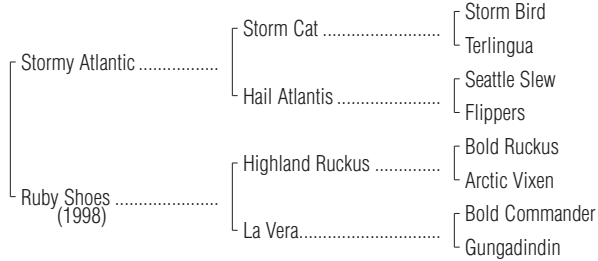 Storm Bird
Storm Cat ..........................
Terlingua
Stormy Atlantic ..................
Seattle Slew
Hail Atlantis .......................
Flippers
Bold Ruckus
Highland Ruckus ...............
Arctic Vixen
Ruby Shoes .......................
(1998)
Bold Commander
La Vera...............................
Gungadindin